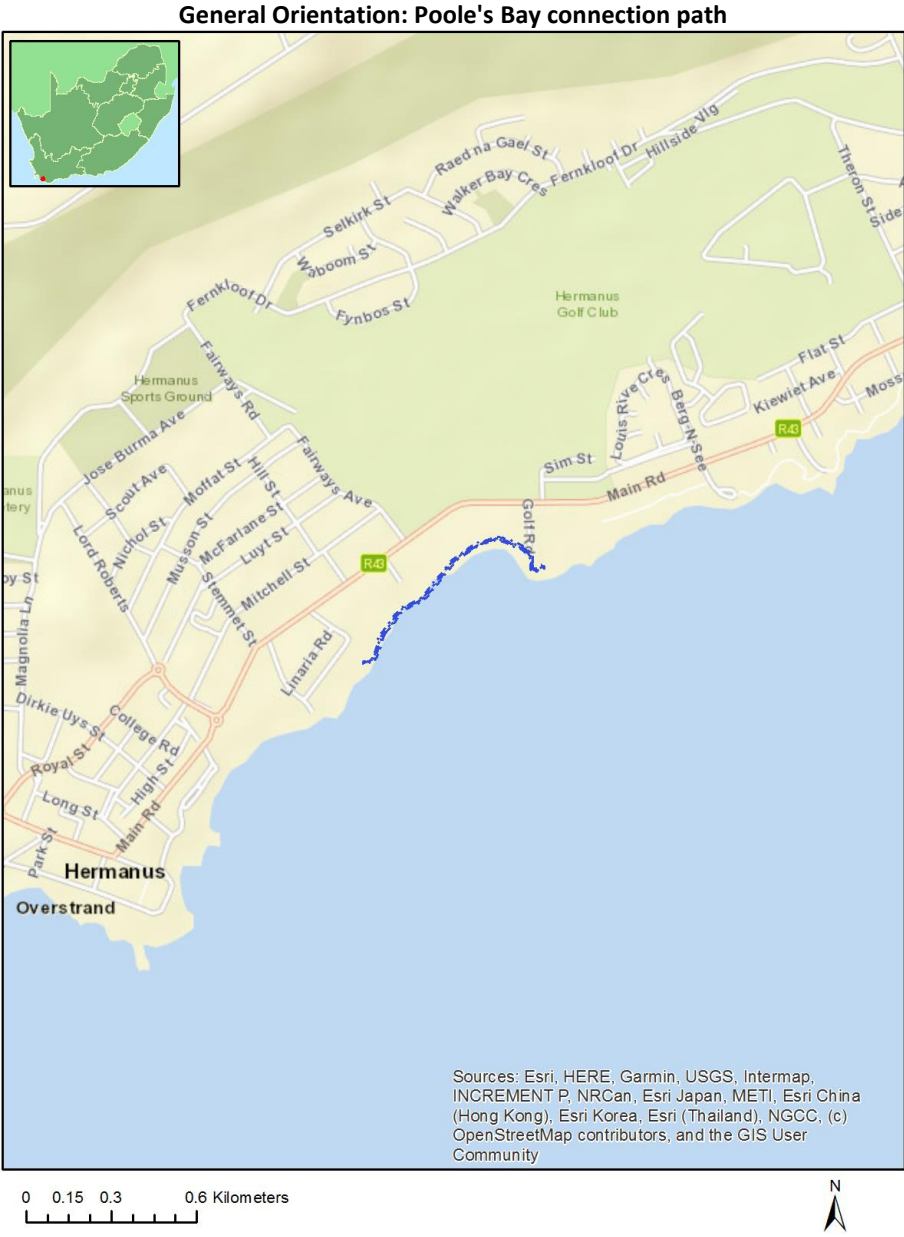 General Orientation: Poole's Bay connection path
Raed na Gael St
Hillside Vlg
Fernkloof Dr
Walker Bay Cres
Theron St
Side
Selkirk St
Waboom St
Fernkloof Dr
Fynbos St
Hermanus
Golf Club
Fairways Rd
Flat St
Hermanus
Sports Ground
Louis Rive Cres
Berg-N-See
Kiewiet Ave
Moss
R43
Jose Burma Ave
Scout Ave
Moffat St
Hill St
Fairways Ave
Sim St
Main Rd
anus
tery
Lord Roberts
Nichol St
Musson St
McFarlane St
Luyt St
Golf Rd
R43
by St
Magnolia Ln
Stemmet St
Mitchell St
Linaria Rd
Dirkie Uys St
College Rd
Royal St
High St
Long St
Main Rd
Park St
Hermanus
Overstrand
Sources: Esri, HERE, Garmin, USGS, Intermap,
INCREMENT P, NRCan, Esri Japan, METI, Esri China
(Hong Kong), Esri Korea, Esri (Thailand), NGCC, (c)
OpenStreetMap contributors, and the GIS User
Community
0 0.15 0.3 0.6 Kilometers
N